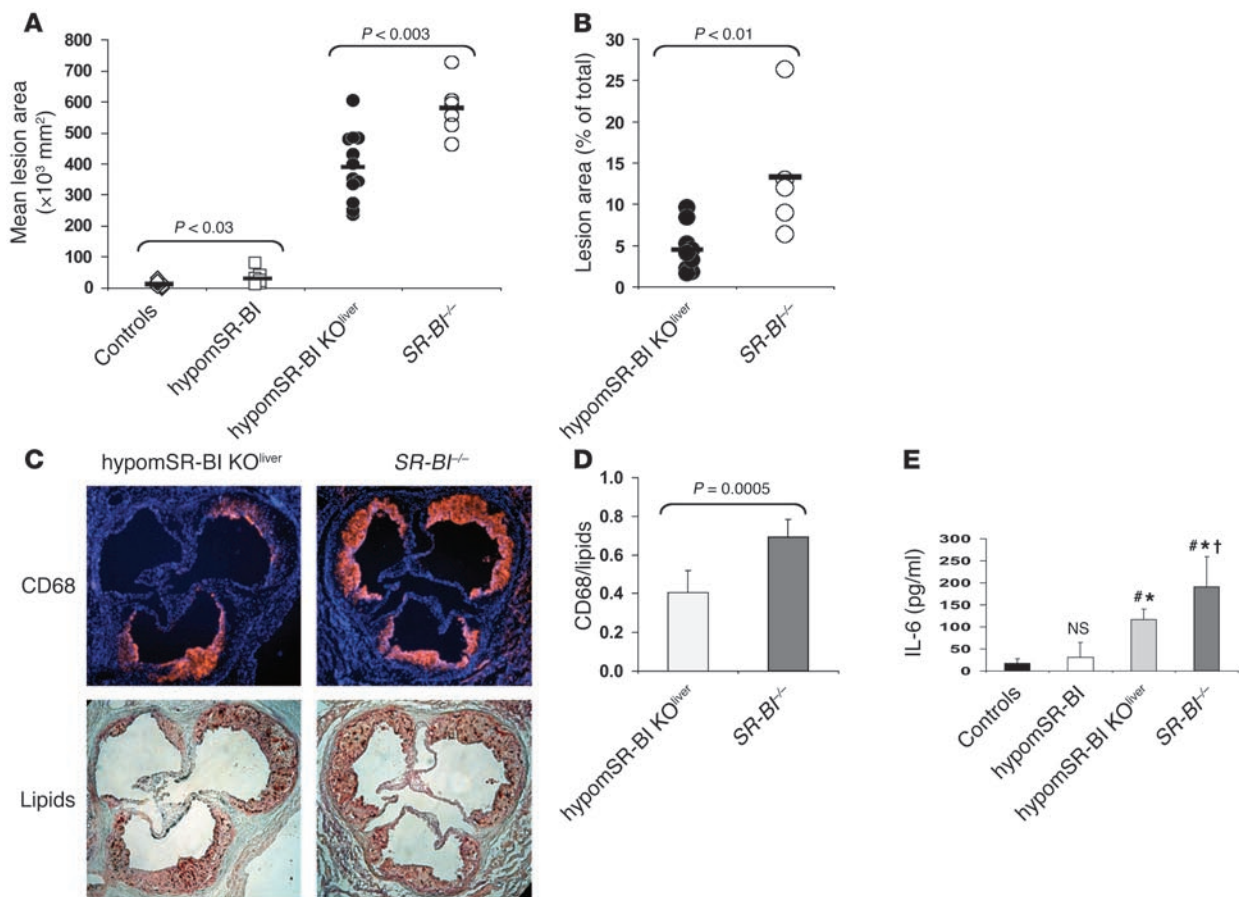 A
Mean lesion area
(×10³ mm²)
800
700
600
500
400
300
200
100
0
P < 0.03
P < 0.003
Controls
hypomSR-BI
hypomSR-BI KOliver
SR-BI–/–
B
Lesion area (% of total)
30
25
20
15
10
5
0
P < 0.01
hypomSR-BI KOliver
SR-BI–/–
C
hypomSR-BI KOliver
SR-BI–/–
CD68
Lipids
D
CD68/lipids
1.0
0.8
0.6
0.4
0.2
0
P = 0.0005
hypomSR-BI KOliver
SR-BI–/–
E
IL-6 (pg/ml)
300
250
200
150
100
50
0
NS
#*
#*†
Controls
hypomSR-BI
hypomSR-BI KOliver
SR-BI–/–